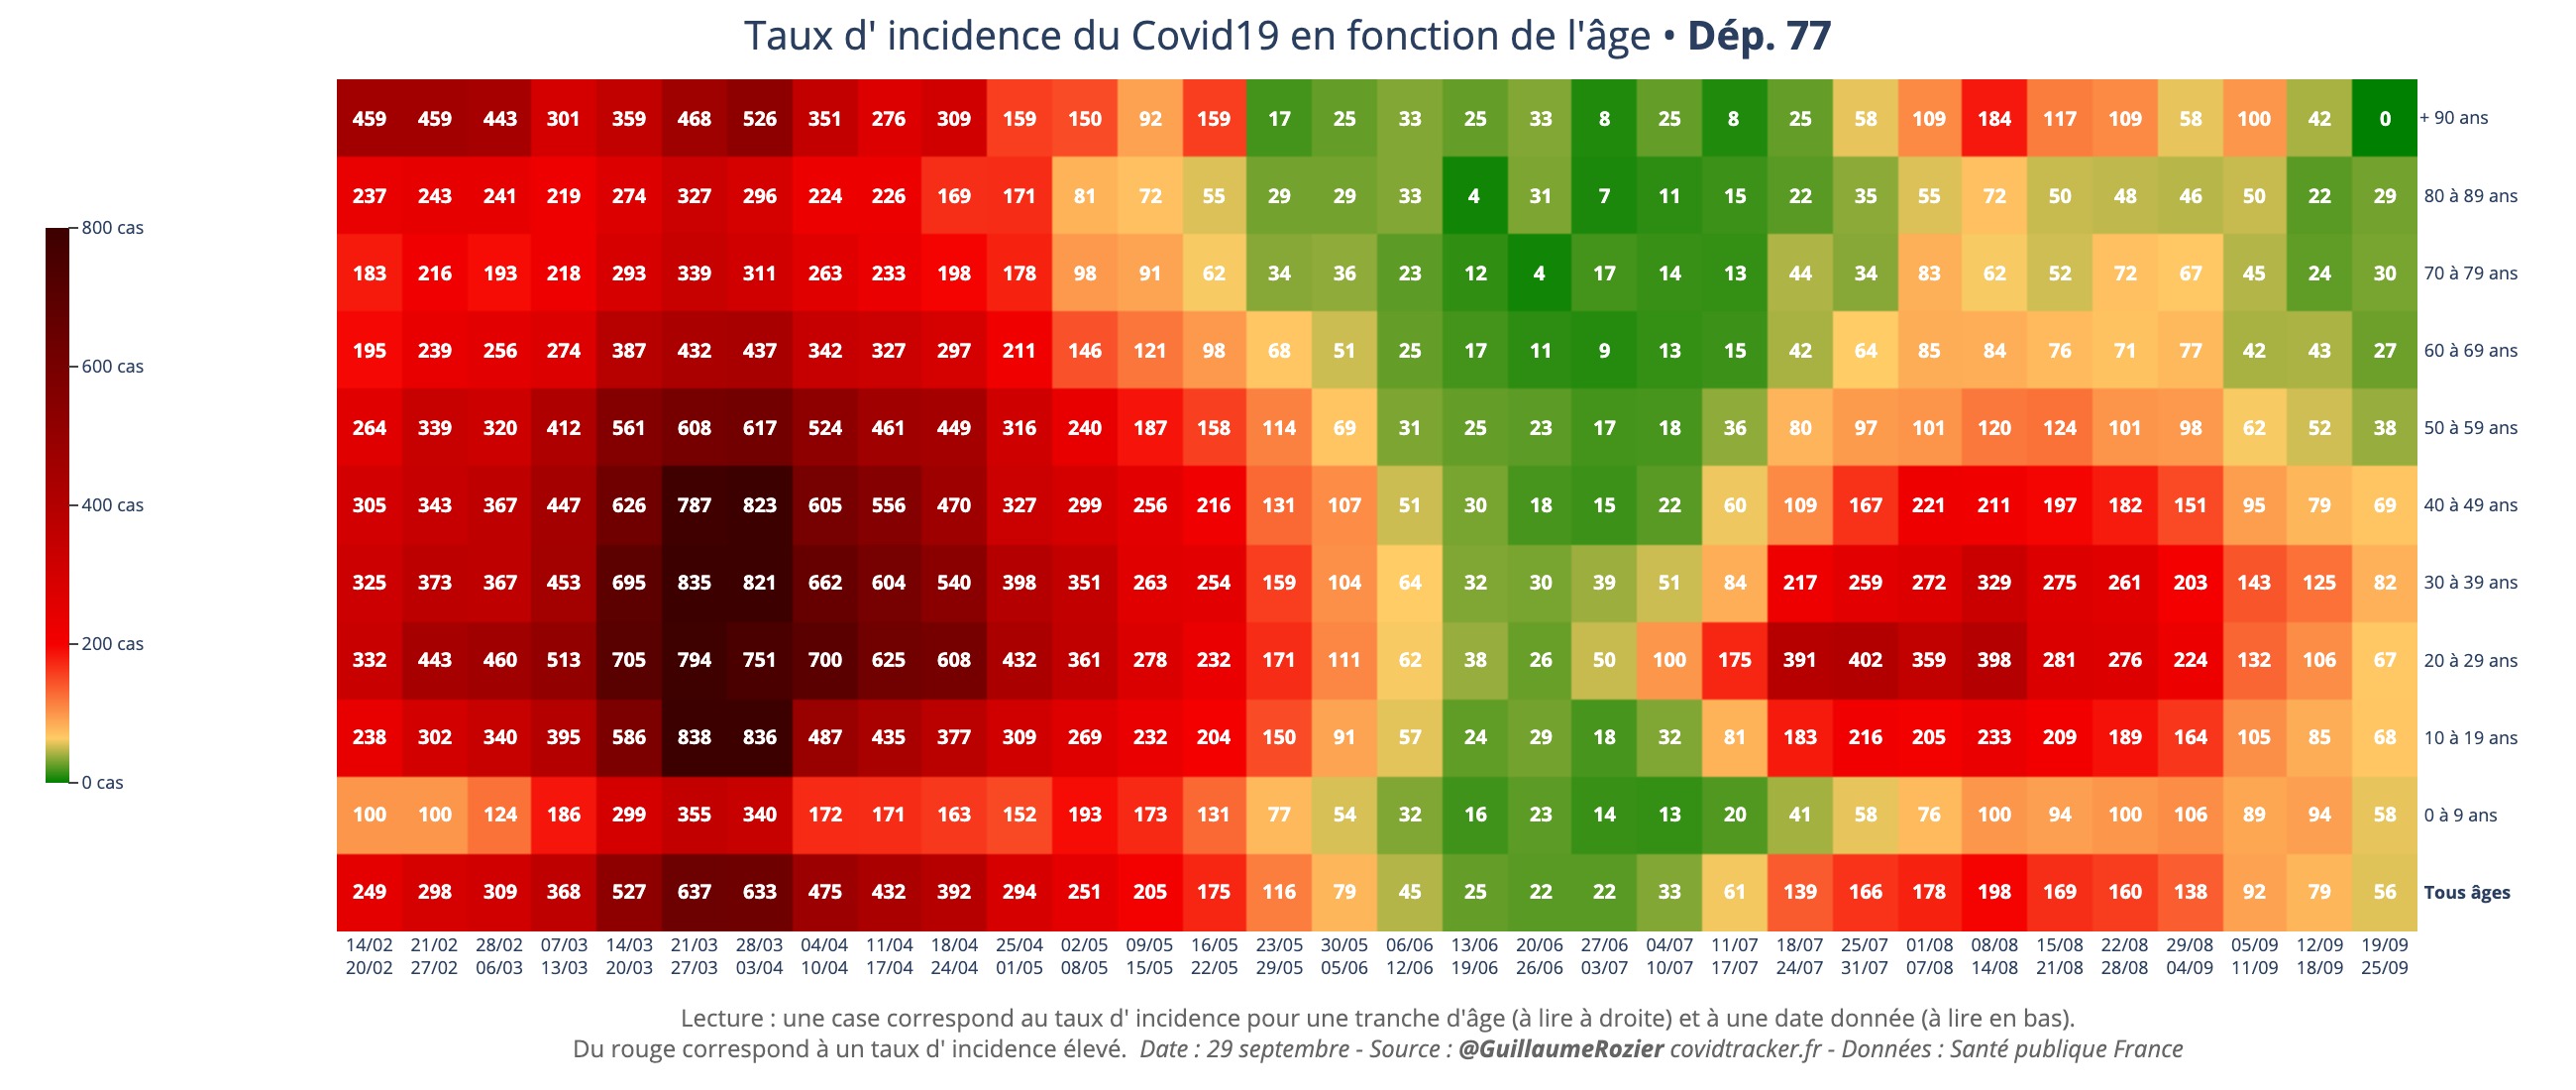 Taux d' incidence du Covid19 en fonction de l'âge • Dép. 77
800 cas
600 cas
400 cas
200 cas
0 cas
459 459 443 301 359 468 526 351 276 309 159 150 92 159 17 25 33 25 33 8 25 8 25 58 109 184 117 109 58 100 42 0 + 90 ans
237 243 241 219 274 327 296 224 226 169 171 81 72 55 29 29 33 4 31 7 11 15 22 35 55 72 50 48 46 50 22 29 80 à 89 ans
183 216 193 218 293 339 311 263 233 198 178 98 91 62 34 36 23 12 4 17 14 13 44 34 83 62 52 72 67 45 24 30 70 à 79 ans
195 239 256 274 387 432 437 342 327 297 211 146 121 98 68 51 25 17 11 9 13 15 42 64 85 84 76 71 77 42 43 27 60 à 69 ans
264 339 320 412 561 608 617 524 461 449 316 240 187 158 114 69 31 25 23 17 18 36 80 97 101 120 124 101 98 62 52 38 50 à 59 ans
305 343 367 447 626 787 823 605 556 470 327 299 256 216 131 107 51 30 18 15 22 60 109 167 221 211 197 182 151 95 79 69 40 à 49 ans
325 373 367 453 695 835 821 662 604 540 398 351 263 254 159 104 64 32 30 39 51 84 217 259 272 329 275 261 203 143 125 82 30 à 39 ans
332 443 460 513 705 794 751 700 625 608 432 361 278 232 171 111 62 38 26 50 100 175 391 402 359 398 281 276 224 132 106 67 20 à 29 ans
238 302 340 395 586 838 836 487 435 377 309 269 232 204 150 91 57 24 29 18 32 81 183 216 205 233 209 189 164 105 85 68 10 à 19 ans
100 100 124 186 299 355 340 172 171 163 152 193 173 131 77 54 32 16 23 14 13 20 41 58 76 100 94 100 106 89 94 58 0 à 9 ans
249 298 309 368 527 637 633 475 432 392 294 251 205 175 116 79 45 25 22 22 33 61 139 166 178 198 169 160 138 92 79 56 Tous âges
14/02 21/02 28/02 07/03 14/03 21/03 28/03 04/04 11/04 18/04 25/04 02/05 09/05 16/05 23/05 30/05 06/06 13/06 20/06 27/06 04/07 11/07 18/07 25/07 01/08 08/08 15/08 22/08 29/08 05/09 12/09 19/09
20/02 27/02 06/03 13/03 20/03 27/03 03/04 10/04 17/04 24/04 01/05 08/05 15/05 22/05 29/05 05/06 12/06 19/06 26/06 03/07 10/07 17/07 24/07 31/07 07/08 14/08 21/08 28/08 04/09 11/09 18/09 25/09
Lecture : une case correspond au taux d' incidence pour une tranche d'âge (à lire à droite) et à une date donnée (à lire en bas).
Du rouge correspond à un taux d' incidence élevé. Date : 29 septembre - Source : @GuillaumeRozier covidtracker.fr - Données : Santé publique France